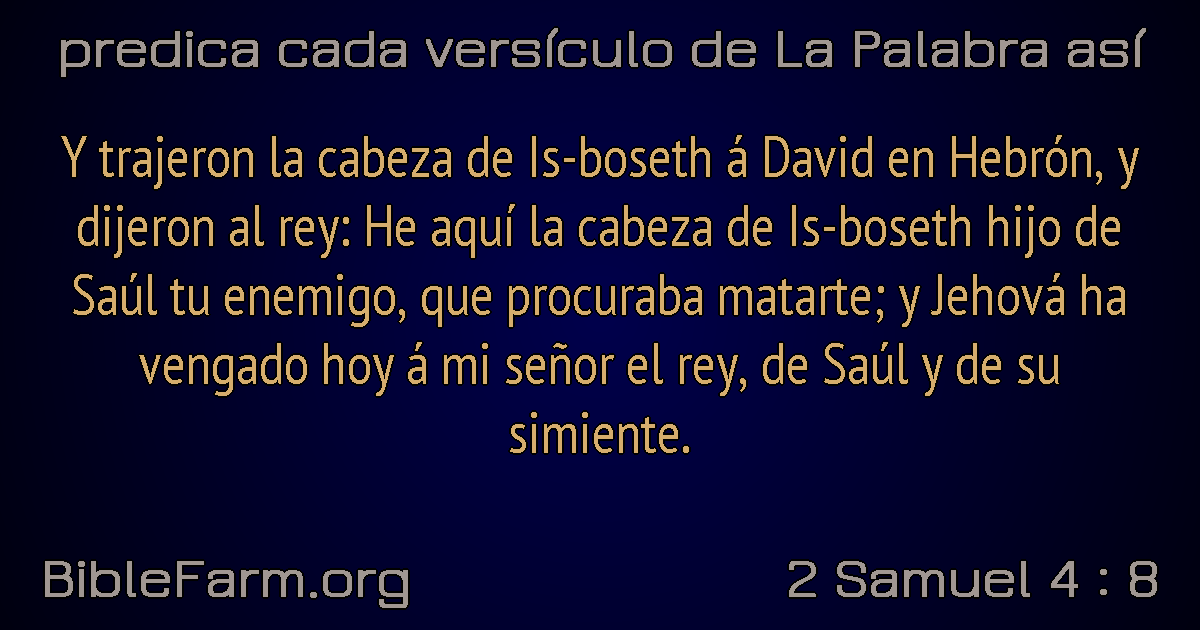 predica cada versículo de La Palabra así
Y trajeron la cabeza de Is-boseth á David en Hebrón, y
dijeron al rey: He aquí la cabeza de Is-boseth hijo de
Saúl tu enemigo, que procuraba matarte; y Jehová ha
vengado hoy á mi señor el rey, de Saúl y de su
simiente.
BibleFarm.org
2 Samuel 4 : 8